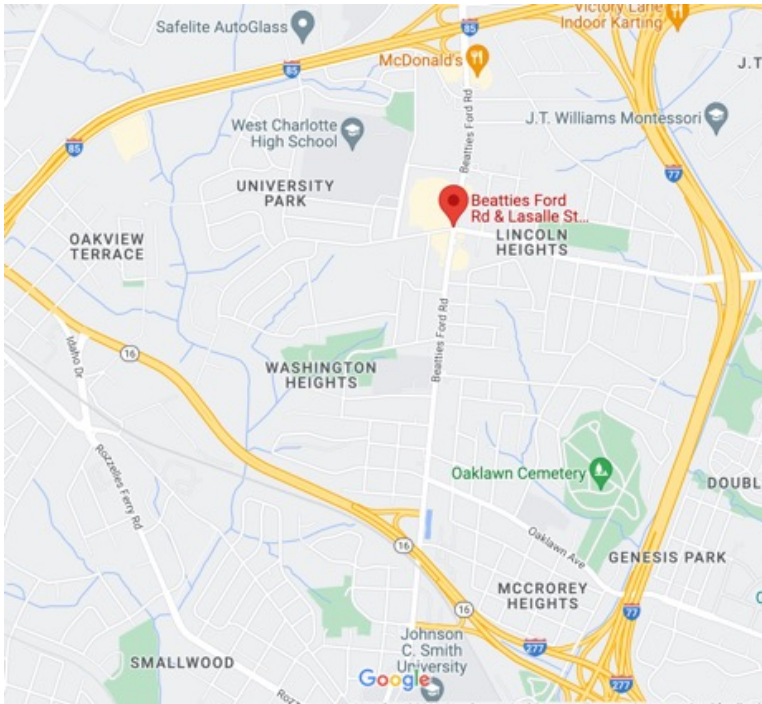 Victory Lane
Indoor Karting
Safelite AutoGlass
85
McDonald's
85
J.T.
85
West Charlotte
High School
Beatties Ford Rd
J.T. Williams Montessori
77
UNIVERSITY
PARK
Beatties Ford
Rd & Lasalle St...
OAKVIEW
TERRACE
LINCOLN
HEIGHTS
Idaho Dr
16
Beatties Ford Rd
WASHINGTON
HEIGHTS
Rozzelles Ferry Rd
Oaklawn Cemetery
DOUBL
16
Oaklawn Ave
GENESIS PARK
MCCROREY
HEIGHTS
16
77
Johnson
C. Smith
University
277
SMALLWOOD
Google
277